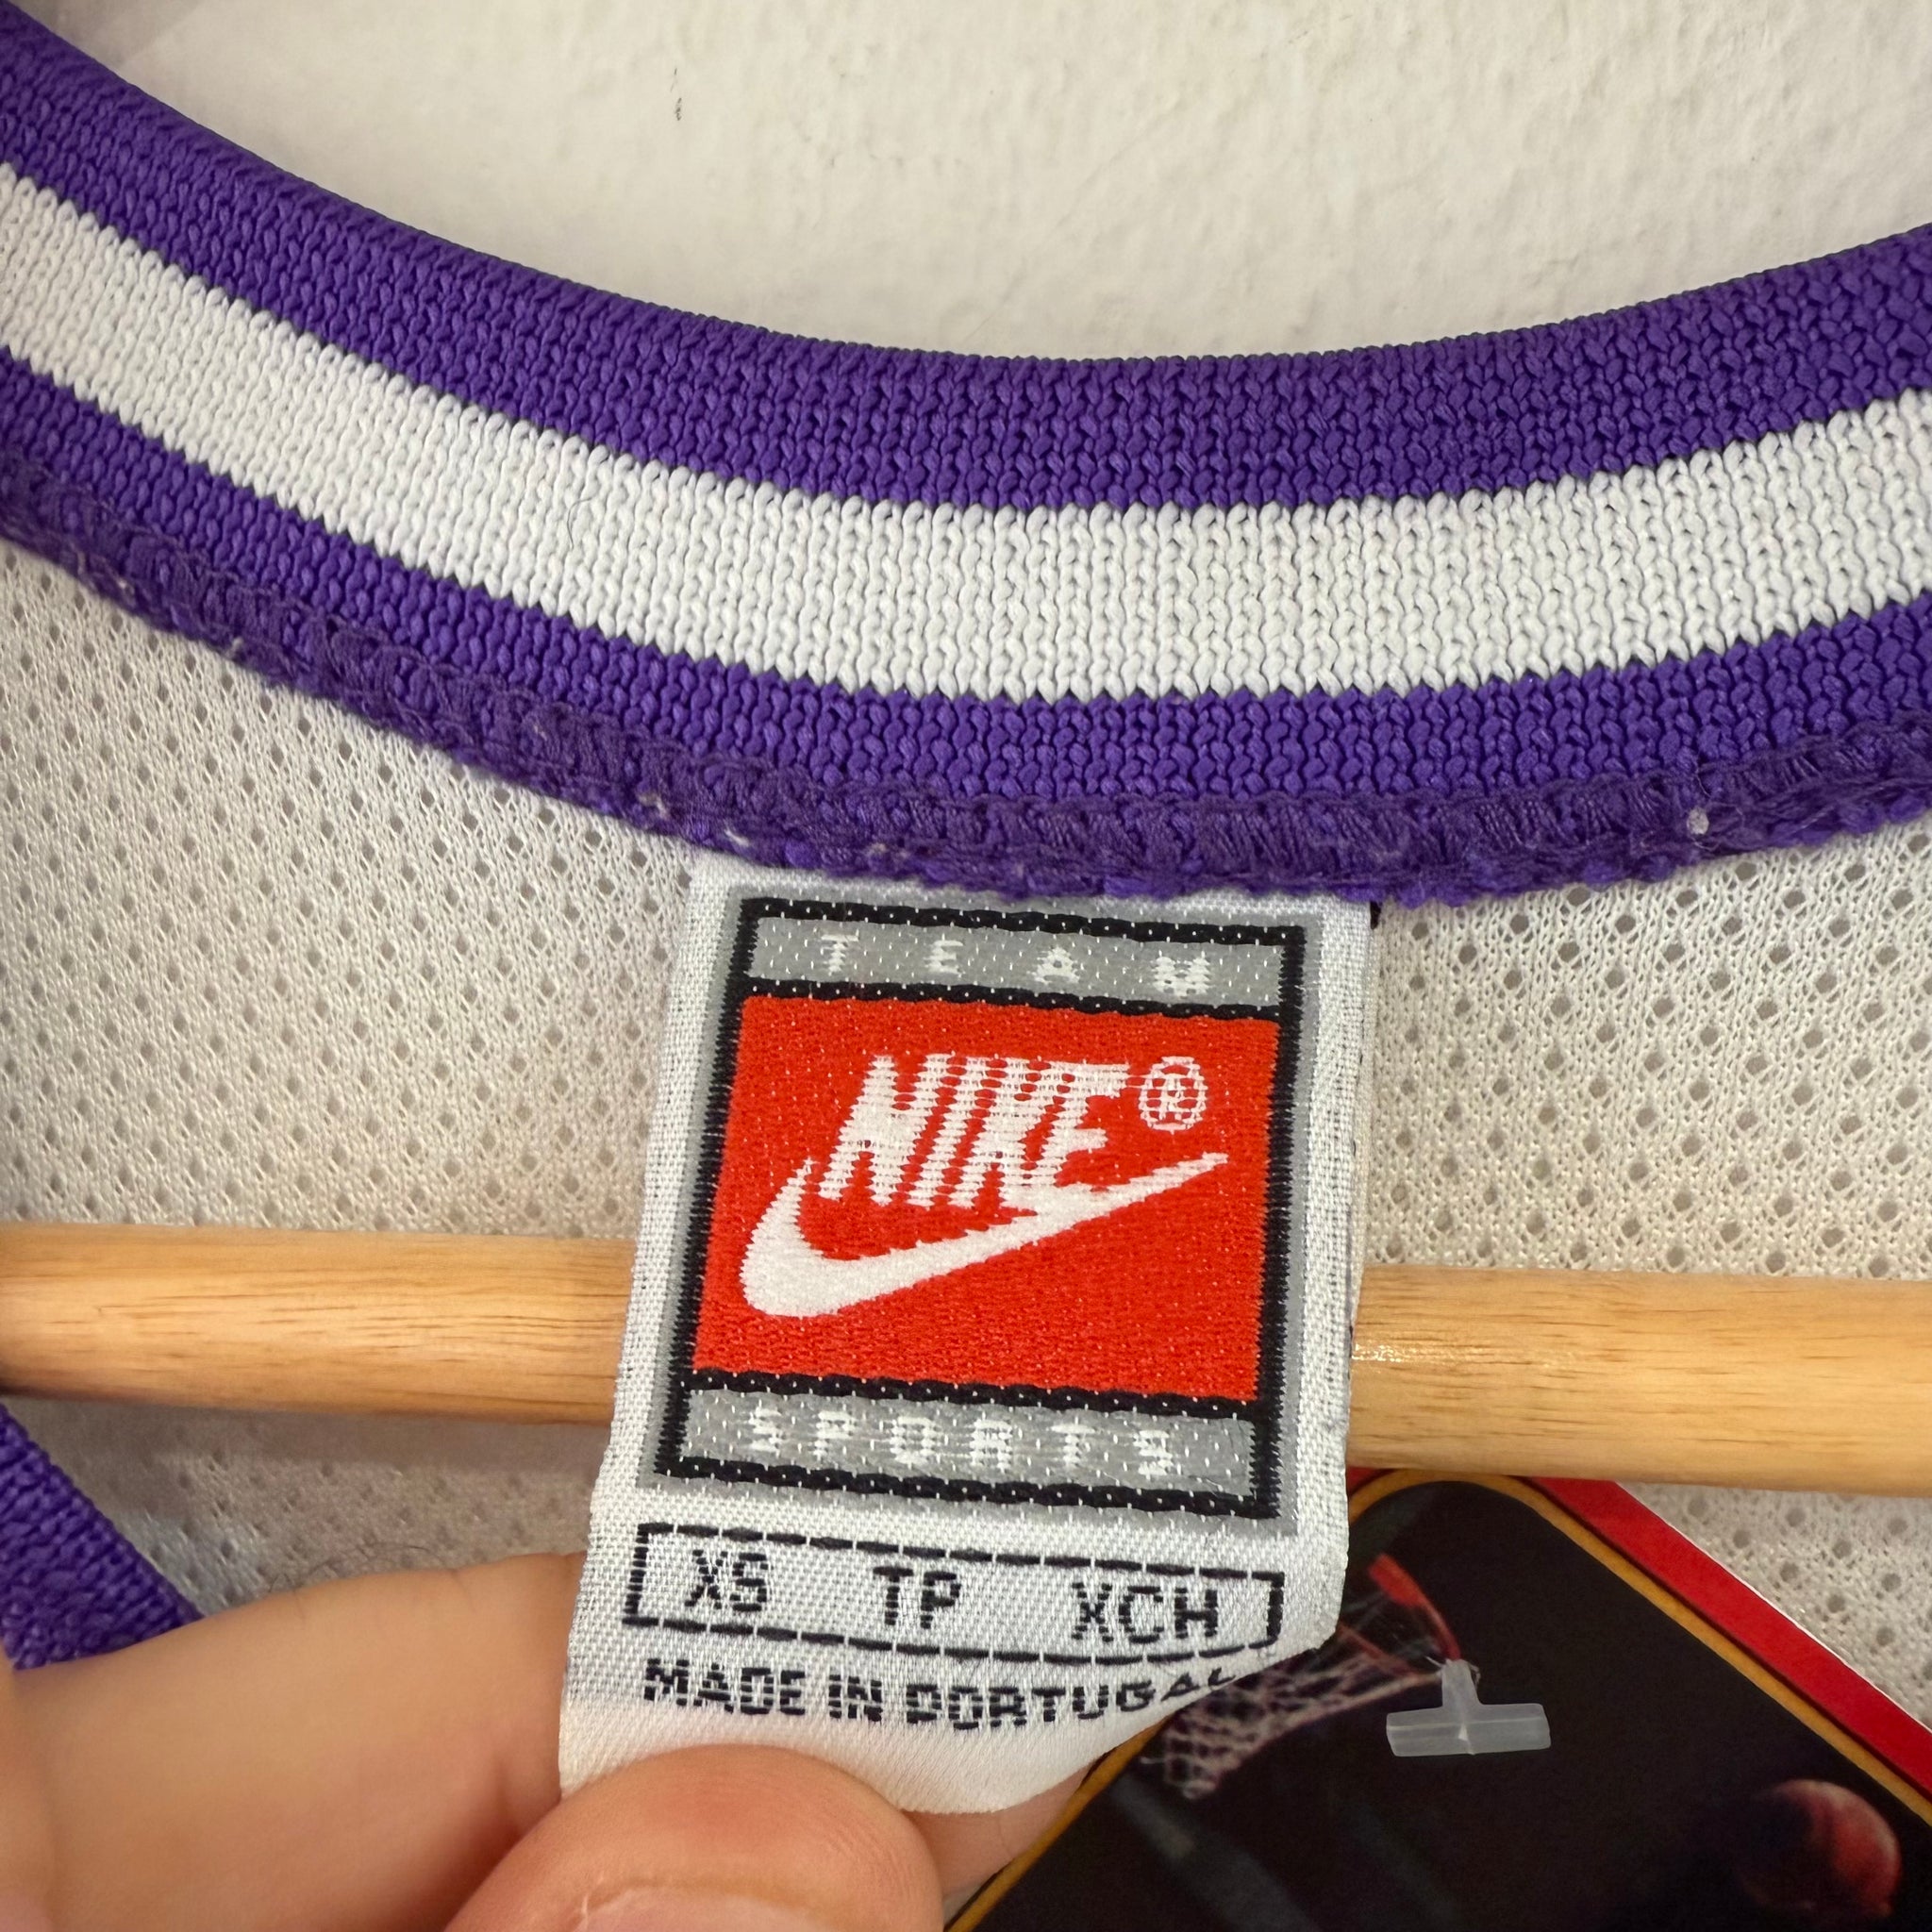 TEAM
NIKE®
SPORTS
XS TP XCH
MADE IN PORTUGAL